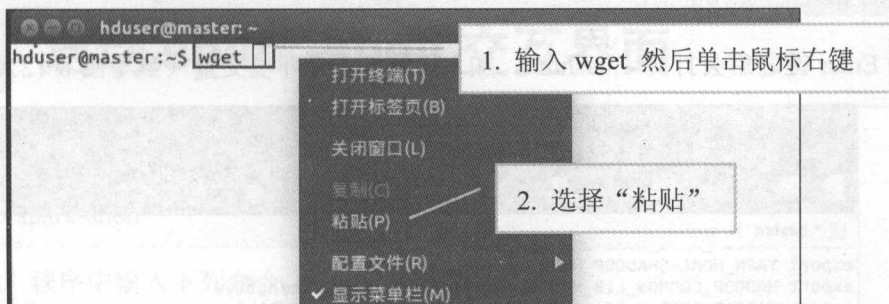 hduser@master: ~
hduser@master:~$ wget
1. 输入 wget 然后单击鼠标右键
打开终端(T)
打开标签页(B)
关闭窗口(L)
复制(C)
2. 选择“粘贴”
粘贴(P)
配置文件(R)
✓ 显示菜单栏(M)